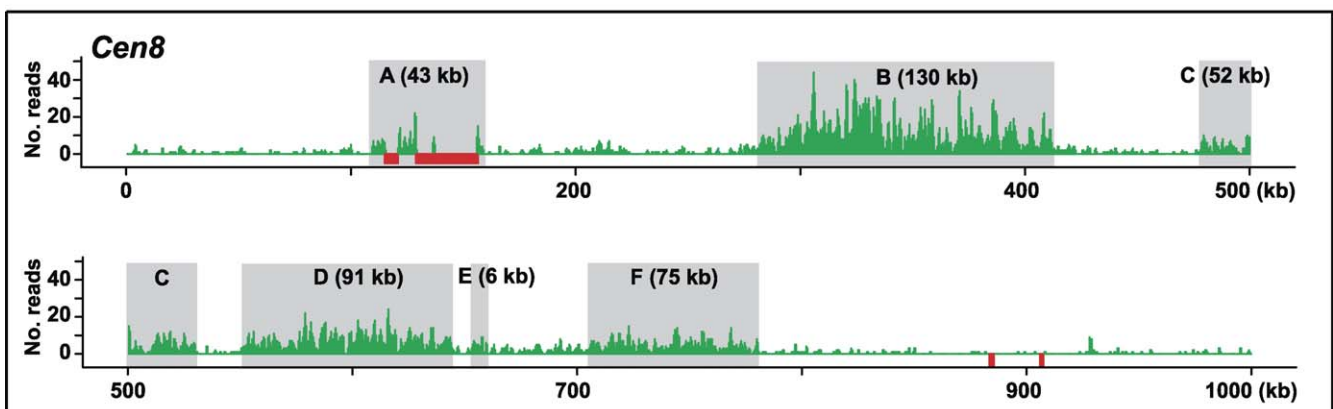 Cen8
No. reads
40
20
0
A (43 kb)
B (130 kb)
C (52 kb)
0 200 400 500 (kb)
No. reads
40
20
0
C
D (91 kb)
E (6 kb)
F (75 kb)
500 700 900 1000 (kb)